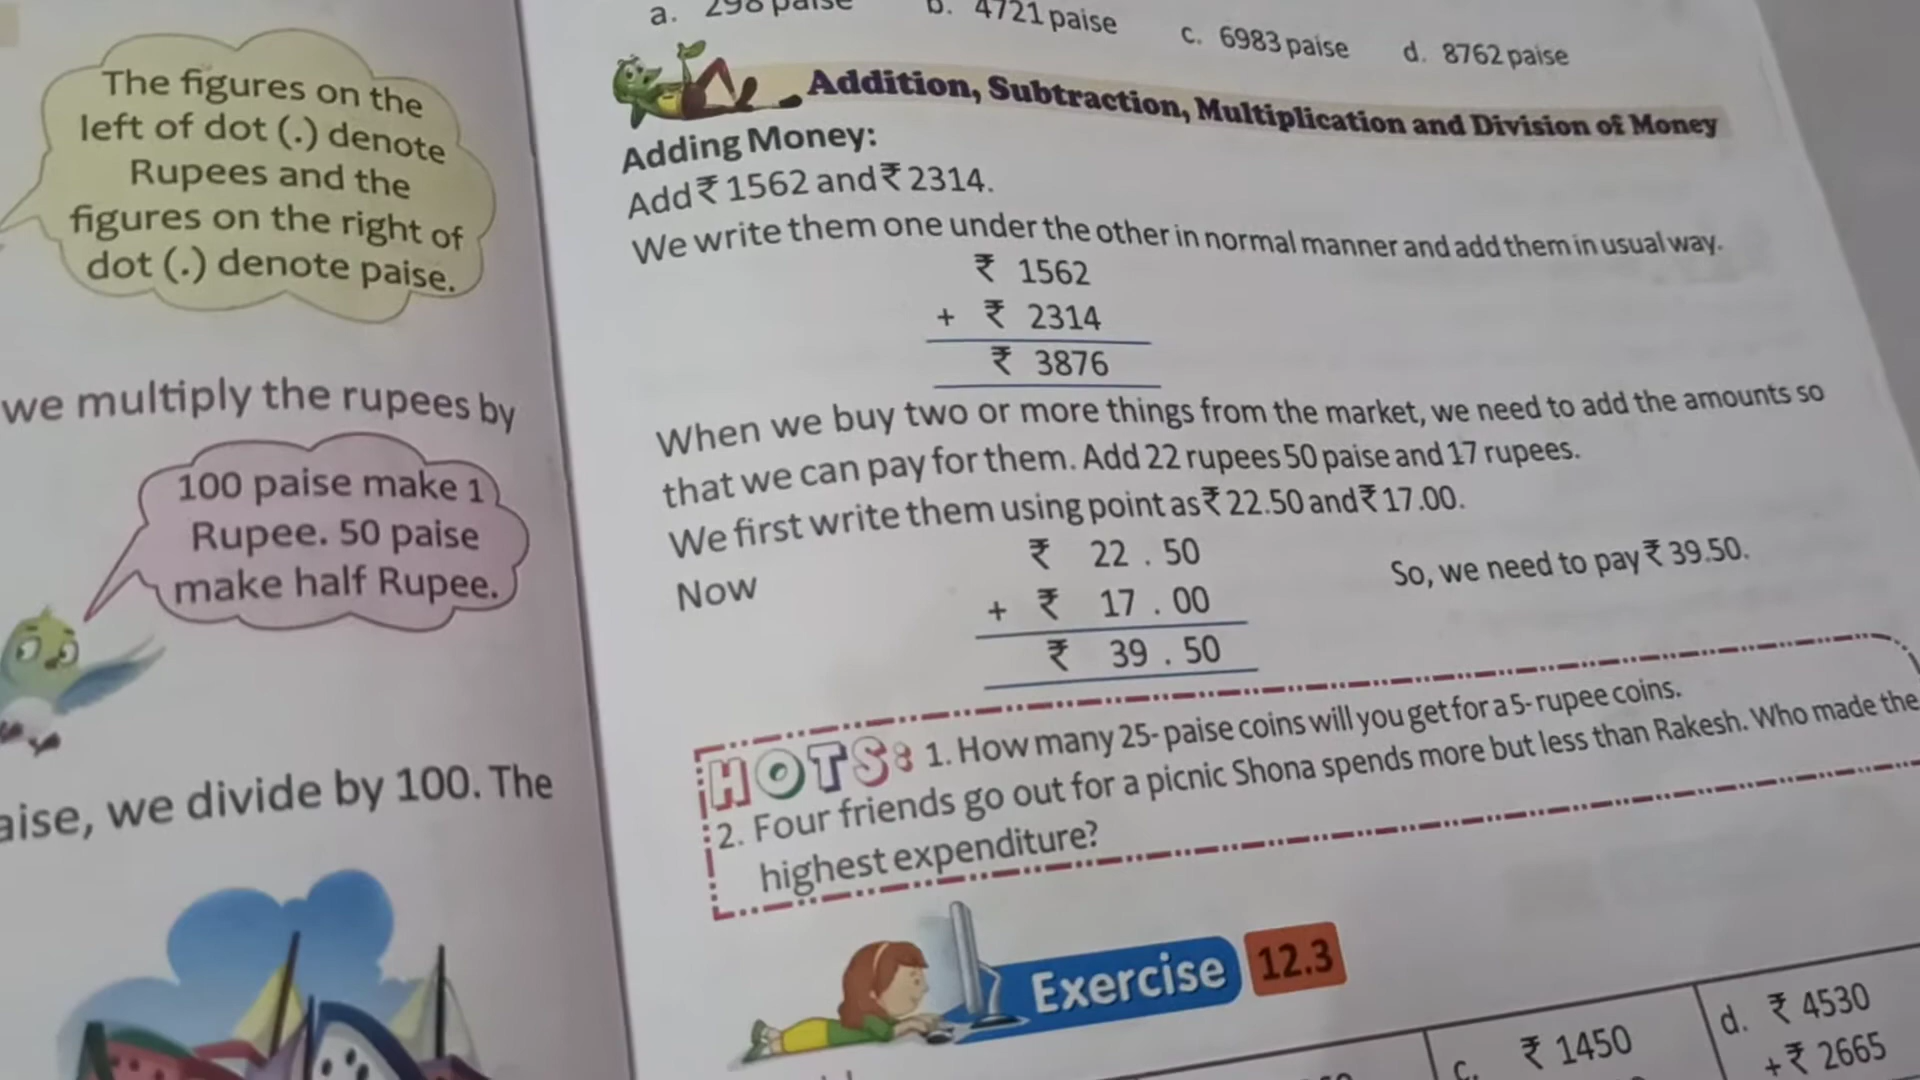 The figures on the
left of dot (.) denote
Rupees and the
figures on the right of
dot (.) denote paise.
we multiply the rupees by
100 paise make 1
Rupee. 50 paise
make half Rupee.
aise, we divide by 100. The
a. 298 paise b. 4721 paise c. 6983 paise d. 8762 paise
Addition, Subtraction, Multiplication and Division of Money
Adding Money:
Add ₹ 1562 and ₹ 2314.
We write them one under the other in normal manner and add them in usual way.
₹ 1562
+ ₹ 2314
₹ 3876
When we buy two or more things from the market, we need to add the amounts so
that we can pay for them. Add 22 rupees 50 paise and 17 rupees.
We first write them using point as ₹ 22.50 and ₹ 17.00.
Now ₹ 22 . 50
+ ₹ 17 . 00
₹ 39 . 50
So, we need to pay ₹ 39.50.
HOTS: 1. How many 25- paise coins will you get for a 5- rupee coins.
2. Four friends go out for a picnic Shona spends more but less than Rakesh. Who made the
highest expenditure?
Exercise 12.3
c. ₹ 1450
d. ₹ 4530
+ ₹ 2665